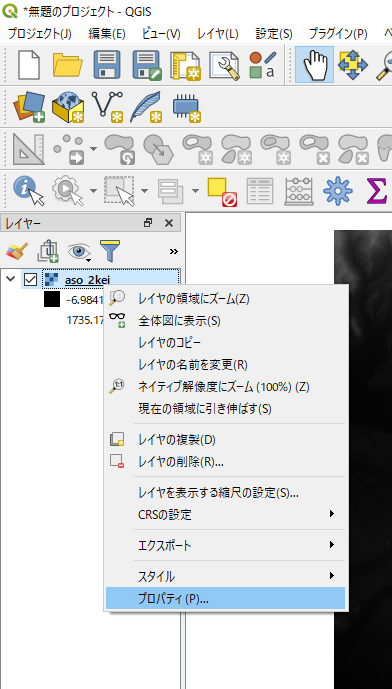 *無題のプロジェクト - QGIS
プロジェクト(J) 編集(E) ビュー(V) レイヤ(L) 設定(S) プラグイン(P)
レイヤー
aso_2kei
-6.9841
1735.17
レイヤの領域にズーム(Z)
全体図に表示(S)
レイヤのコピー
レイヤの名前を変更(R)
ネイティブ解像度にズーム (100%) (Z)
現在の領域に引き伸ばす(S)
レイヤの複製(D)
レイヤの削除(R)...
レイヤを表示する縮尺の設定(S)...
CRSの設定
エクスポート
スタイル
プロパティ(P)...